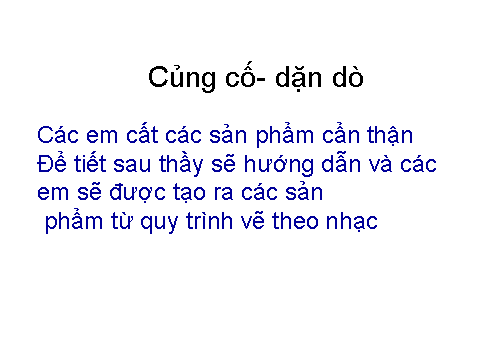 Củng cố- dặn dò
Các em cất các sản phẩm cẩn thận
Để tiết sau thầy sẽ hướng dẫn và các
em sẽ được tạo ra các sản
phẩm từ quy trình vẽ theo nhạc